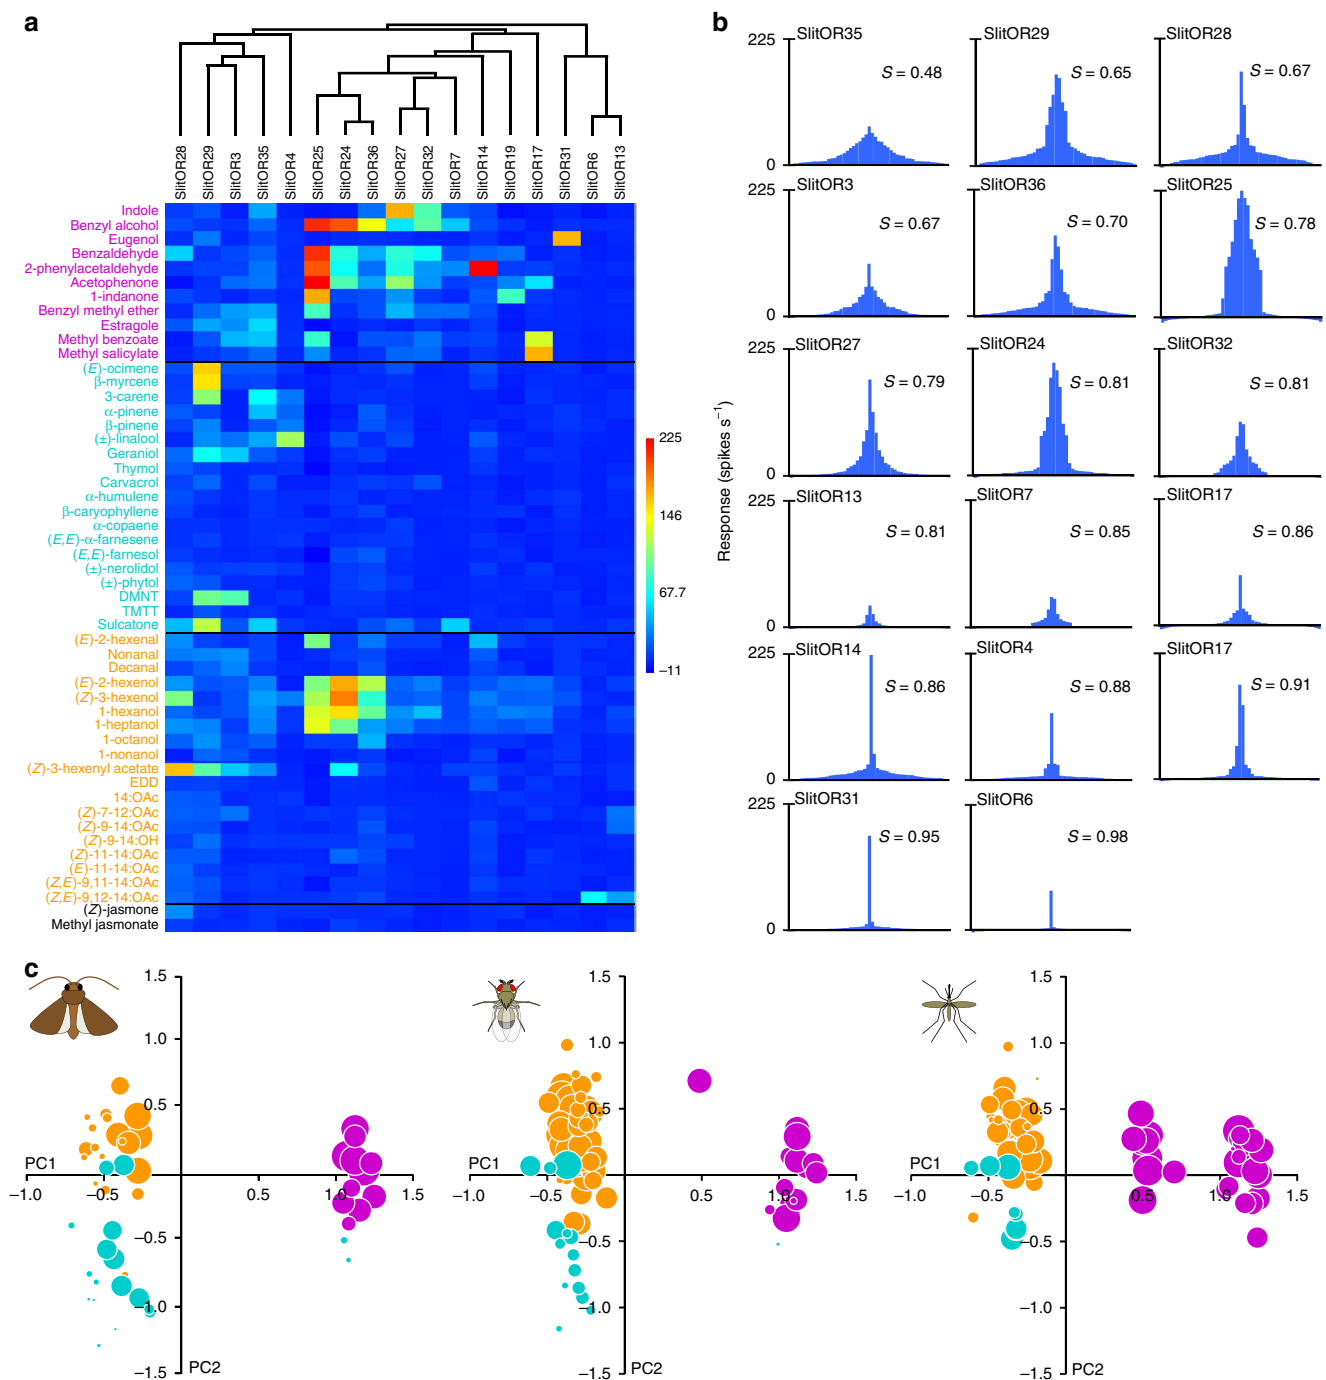 a
SlitOR28
SlitOR29
SlitOR3
SlitOR35
SlitOR4
SlitOR25
SlitOR24
SlitOR36
SlitOR27
SlitOR32
SlitOR7
SlitOR14
SlitOR19
SlitOR17
SlitOR31
SlitOR6
SlitOR13
Indole
Benzyl alcohol
Eugenol
Benzaldehyde
2-phenylacetaldehyde
Acetophenone
1-indanone
Benzyl methyl ether
Estragole
Methyl benzoate
Methyl salicylate
(E)-ocimene
β-myrcene
3-carene
α-pinene
β-pinene
(±)-linalool
Geraniol
Thymol
Carvacrol
α-humulene
β-caryophyllene
α-copaene
(E,E)-α-farnesene
(E,E)-farnesol
(±)-nerolidol
(±)-phytol
DMNT
TMTT
Sulcatone
(E)-2-hexenal
Nonanal
Decanal
(E)-2-hexenol
(Z)-3-hexenol
1-hexanol
1-heptanol
1-octanol
1-nonanol
(Z)-3-hexenyl acetate
EDD
14:OAc
(Z)-7-12:OAc
(Z)-9-14:OAc
(Z)-9-14:OH
(Z)-11-14:OAc
(E)-11-14:OAc
(Z,E)-9,11-14:OAc
(Z,E)-9,12-14:OAc
(Z)-jasmone
Methyl jasmonate
225
146
67.7
−11
b
Response (spikes s−1)
225
0
SlitOR35
S = 0.48
SlitOR29
S = 0.65
SlitOR28
S = 0.67
225
0
SlitOR3
S = 0.67
SlitOR36
S = 0.70
SlitOR25
S = 0.78
225
0
SlitOR27
S = 0.79
SlitOR24
S = 0.81
SlitOR32
S = 0.81
225
0
SlitOR13
S = 0.81
SlitOR7
S = 0.85
SlitOR17
S = 0.86
225
0
SlitOR14
S = 0.86
SlitOR4
S = 0.88
SlitOR17
S = 0.91
225
0
SlitOR31
S = 0.95
SlitOR6
S = 0.98
c
1.5
1.0
0.5
PC1
−1.0
−0.5
0.5
1.0
1.5
−0.5
−1.0
−1.5
PC2
1.5
1.0
0.5
PC1
−1.0
−0.5
0.5
1.0
1.5
−0.5
−1.0
−1.5
PC2
1.5
1.0
0.5
PC1
−1.0
−0.5
0.5
1.0
1.5
−0.5
−1.0
−1.5
PC2